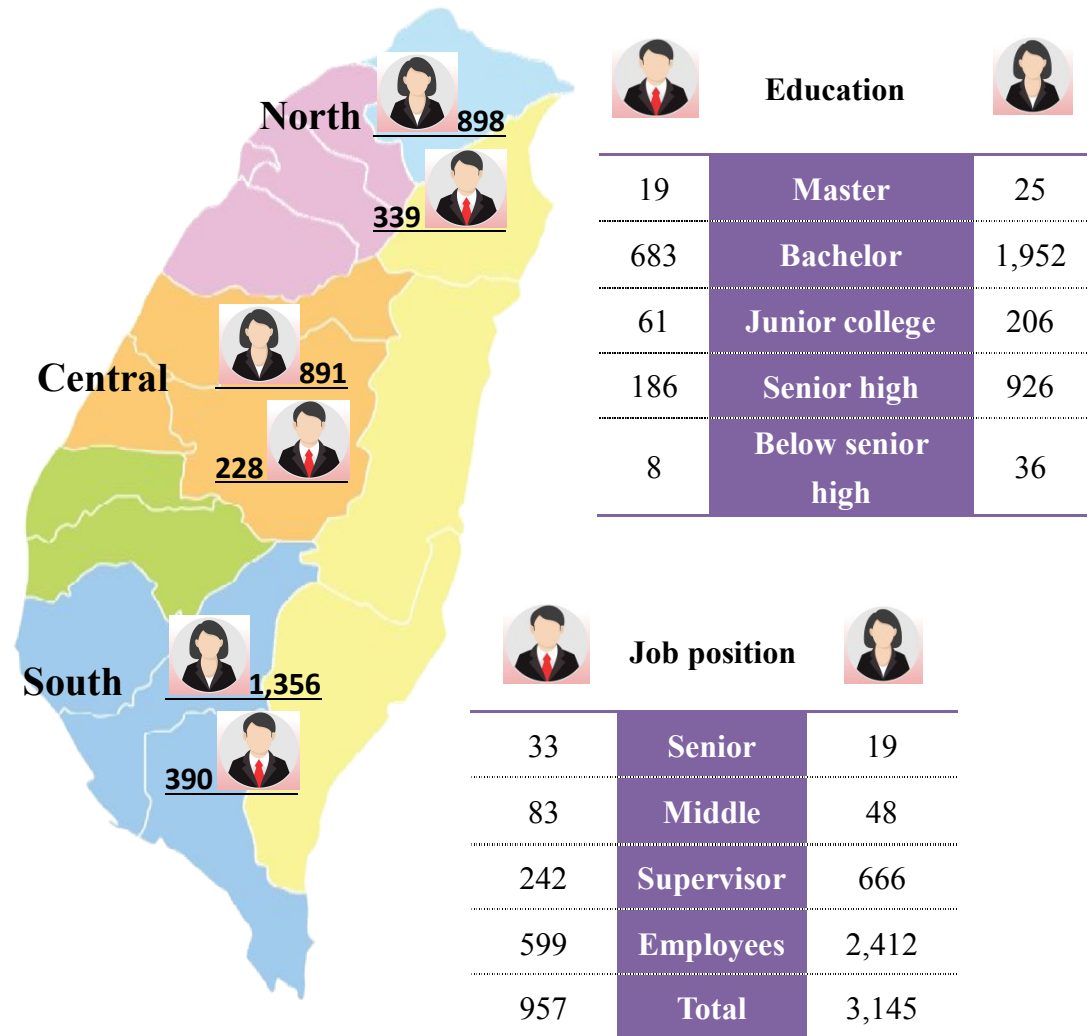 North
898
339
Central
891
228
South
1,356
390
Education
19 Master 25
683 Bachelor 1,952
61 Junior college 206
186 Senior high 926
8 Below senior high 36
Job position
33 Senior 19
83 Middle 48
242 Supervisor 666
599 Employees 2,412
957 Total 3,145